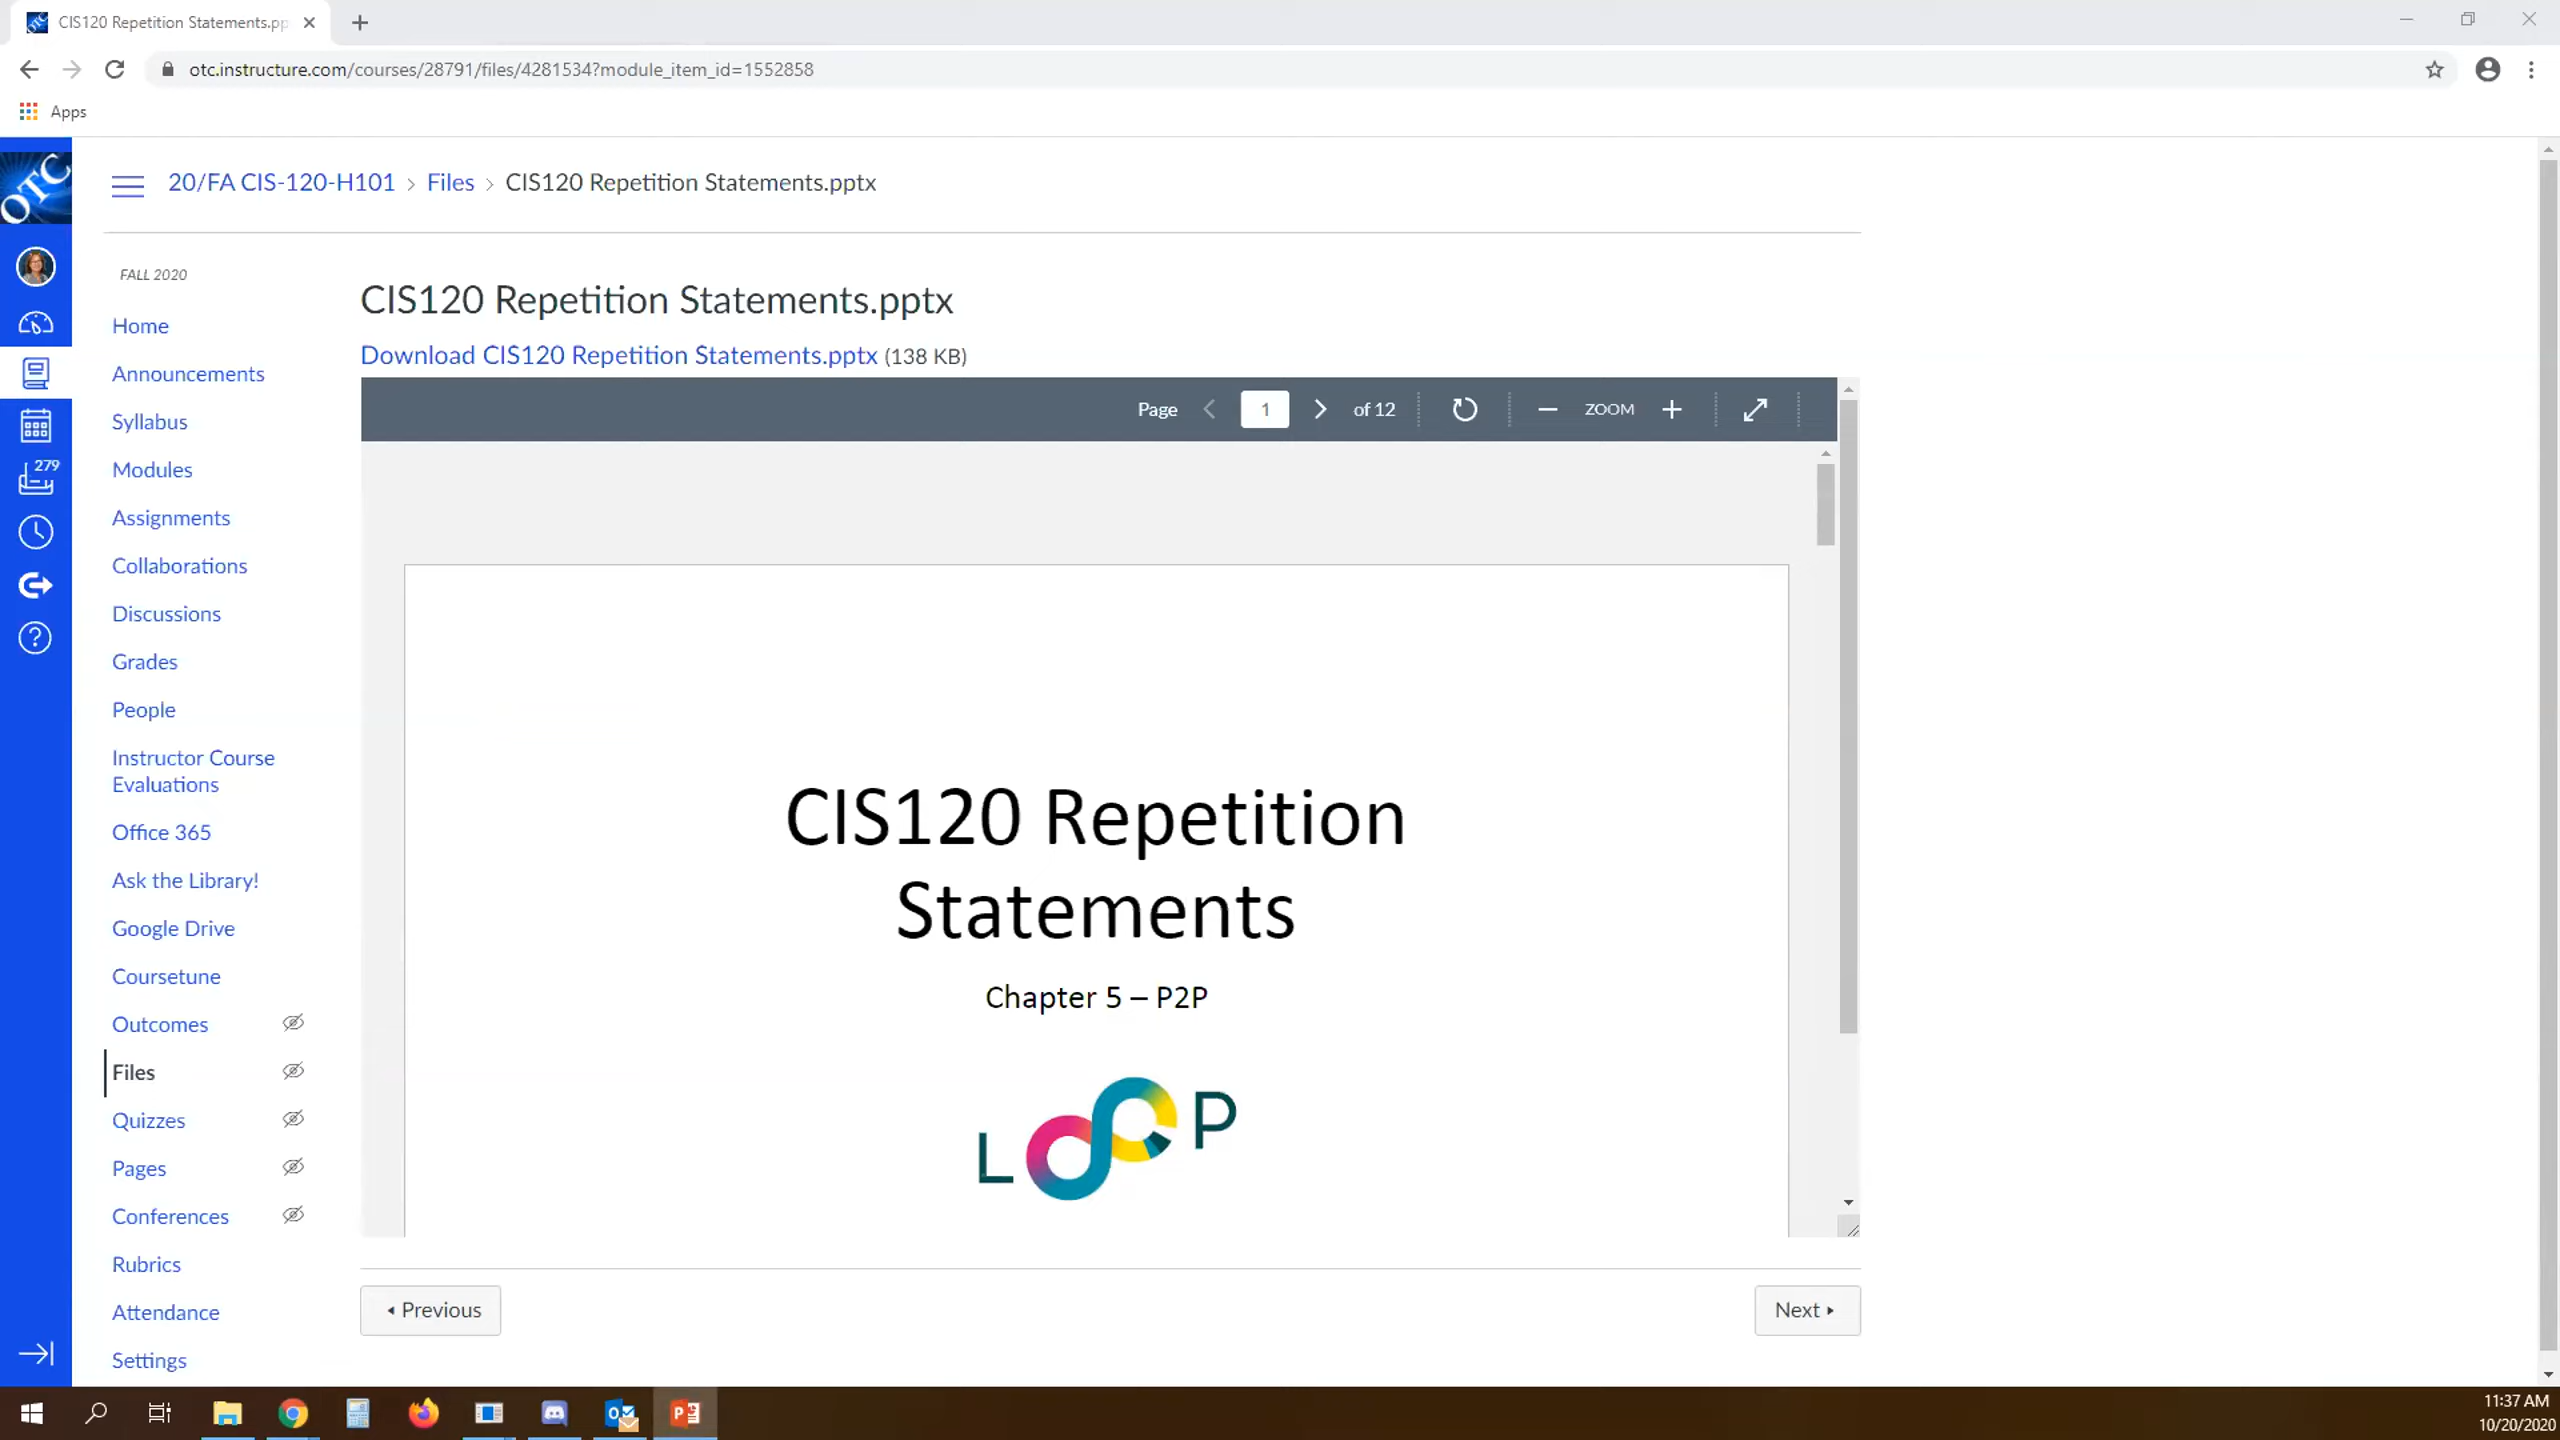 CIS120 Repetition Statements.pp
otc.instructure.com/courses/28791/files/4281534?module_item_id=1552858
Apps
OTC
20/FA CIS-120-H101 › Files › CIS120 Repetition Statements.pptx
FALL 2020
Home
Announcements
Syllabus
Modules
Assignments
Collaborations
Discussions
Grades
People
Instructor Course
Evaluations
Office 365
Ask the Library!
Google Drive
Coursetune
Outcomes
Files
Quizzes
Pages
Conferences
Rubrics
Attendance
Settings
279
CIS120 Repetition Statements.pptx
Download CIS120 Repetition Statements.pptx (138 KB)
Page 1 of 12 ZOOM
CIS120 Repetition
Statements
Chapter 5 – P2P
LOOP
Previous
Next
11:37 AM
10/20/2020